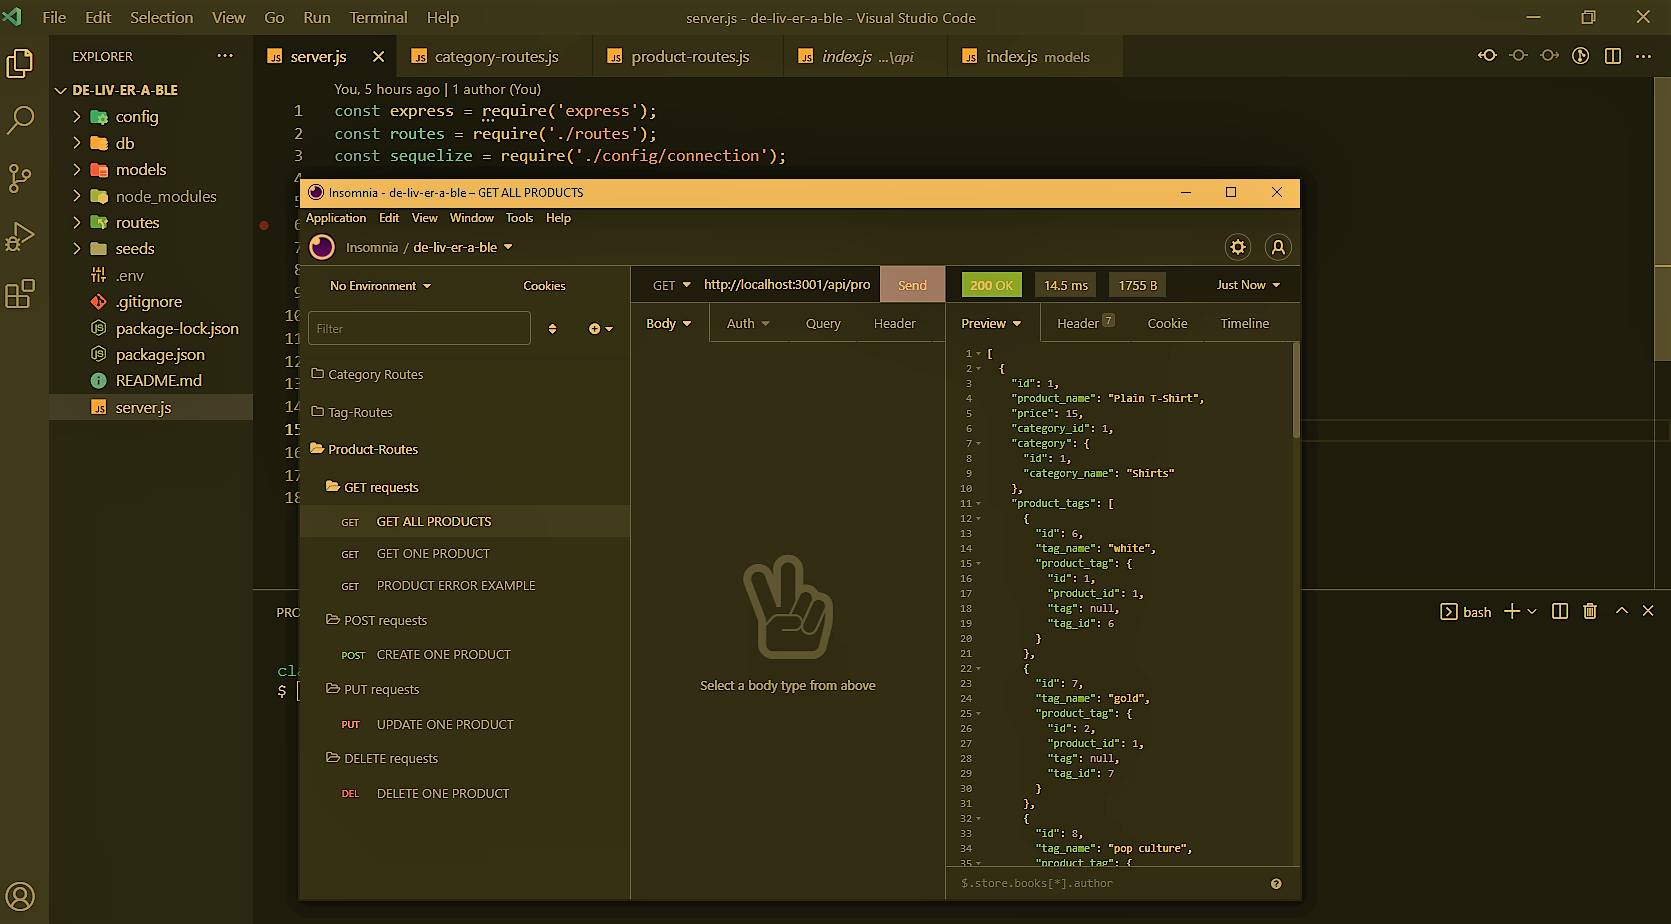 File Edit Selection View Go Run Terminal Help
server.js - de-liv-er-a-ble - Visual Studio Code
EXPLORER
DE-LIV-ER-A-BLE
config
db
models
node_modules
routes
seeds
.env
.gitignore
package-lock.json
package.json
README.md
server.js
server.js
category-routes.js
product-routes.js
index.js ...\api
index.js models
You, 5 hours ago | 1 author (You)
1 const express = require('express');
2 const routes = require('./routes');
3 const sequelize = require('./config/connection');
10
11
12
13
14
15
16
17
18
PRO
cla
$
bash
Insomnia - de-liv-er-a-ble – GET ALL PRODUCTS
Application Edit View Window Tools Help
Insomnia / de-liv-er-a-ble
No Environment
Cookies
Filter
Category Routes
Tag-Routes
Product-Routes
GET requests
GET GET ALL PRODUCTS
GET GET ONE PRODUCT
GET PRODUCT ERROR EXAMPLE
POST requests
POST CREATE ONE PRODUCT
PUT requests
PUT UPDATE ONE PRODUCT
DELETE requests
DEL DELETE ONE PRODUCT
GET http://localhost:3001/api/pro Send
Body Auth Query Header
Select a body type from above
200 OK 14.5 ms 1755 B Just Now
Preview Header 7 Cookie Timeline
1 [
2 {
3 "id": 1,
4 "product_name": "Plain T-Shirt",
5 "price": 15,
6 "category_id": 1,
7 "category": {
8 "id": 1,
9 "category_name": "Shirts"
10 },
11 "product_tags": [
12 {
13 "id": 6,
14 "tag_name": "white",
15 "product_tag": {
16 "id": 1,
17 "product_id": 1,
18 "tag": null,
19 "tag_id": 6
20 }
21 },
22 {
23 "id": 7,
24 "tag_name": "gold",
25 "product_tag": {
26 "id": 2,
27 "product_id": 1,
28 "tag": null,
29 "tag_id": 7
30 }
31 },
32 {
33 "id": 8,
34 "tag_name": "pop culture",
35 "product_tag": {
$.store.books[*].author